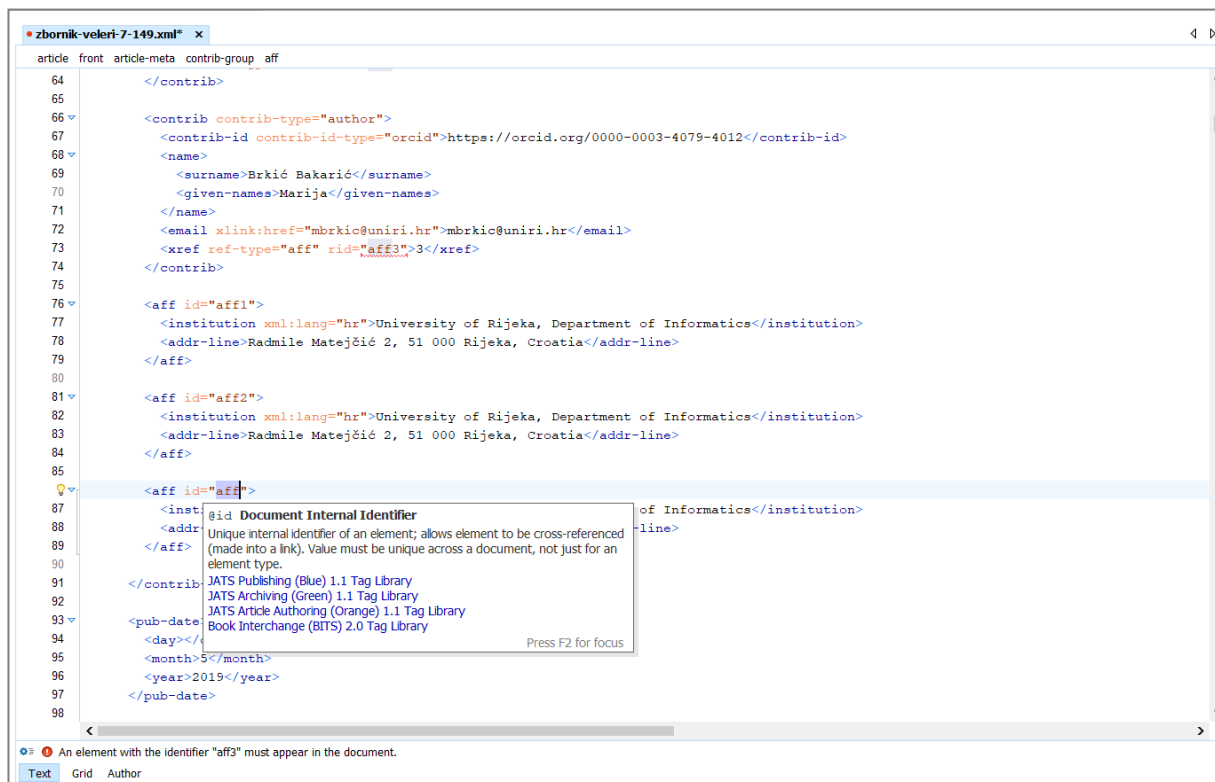 zbornik-veleri-7-149.xml* ×
article front article-meta contrib-group aff
64 </contrib>
65
66 <contrib contrib-type="author">
67 <contrib-id contrib-id-type="orcid">https://orcid.org/0000-0003-4079-4012</contrib-id>
68 <name>
69 <surname>Brkić Bakarić</surname>
70 <given-names>Marija</given-names>
71 </name>
72 <email xlink:href="mbrkic@uniri.hr">mbrkic@uniri.hr</email>
73 <xref ref-type="aff" rid="aff3">3</xref>
74 </contrib>
75
76 <aff id="aff1">
77 <institution xml:lang="hr">University of Rijeka, Department of Informatics</institution>
78 <addr-line>Radmile Matejčić 2, 51 000 Rijeka, Croatia</addr-line>
79 </aff>
80
81 <aff id="aff2">
82 <institution xml:lang="hr">University of Rijeka, Department of Informatics</institution>
83 <addr-line>Radmile Matejčić 2, 51 000 Rijeka, Croatia</addr-line>
84 </aff>
85
<aff id="aff">
87 <inst of Informatics</institution>
88 <addr line>
89 </aff>
90
91 </contrib
92
93 <pub-date
94 <day></
95 <month>5</month>
96 <year>2019</year>
97 </pub-date>
98
@id Document Internal Identifier
Unique internal identifier of an element; allows element to be cross-referenced
(made into a link). Value must be unique across a document, not just for an
element type.
JATS Publishing (Blue) 1.1 Tag Library
JATS Archiving (Green) 1.1 Tag Library
JATS Article Authoring (Orange) 1.1 Tag Library
Book Interchange (BITS) 2.0 Tag Library
Press F2 for focus
An element with the identifier "aff3" must appear in the document.
Text Grid Author